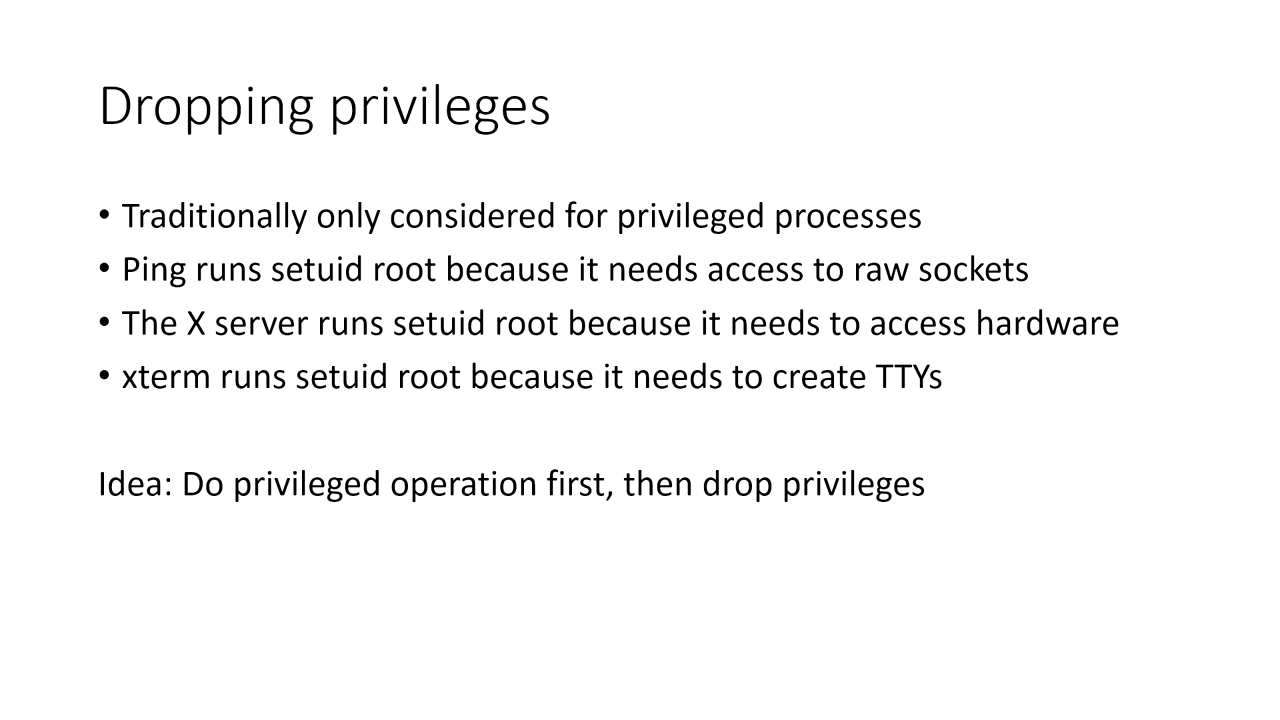 Dropping privileges
• Traditionally only considered for privileged processes
• Ping runs setuid root because it needs access to raw sockets
• The X server runs setuid root because it needs to access hardware
• xterm runs setuid root because it needs to create TTYs
Idea: Do privileged operation first, then drop privileges